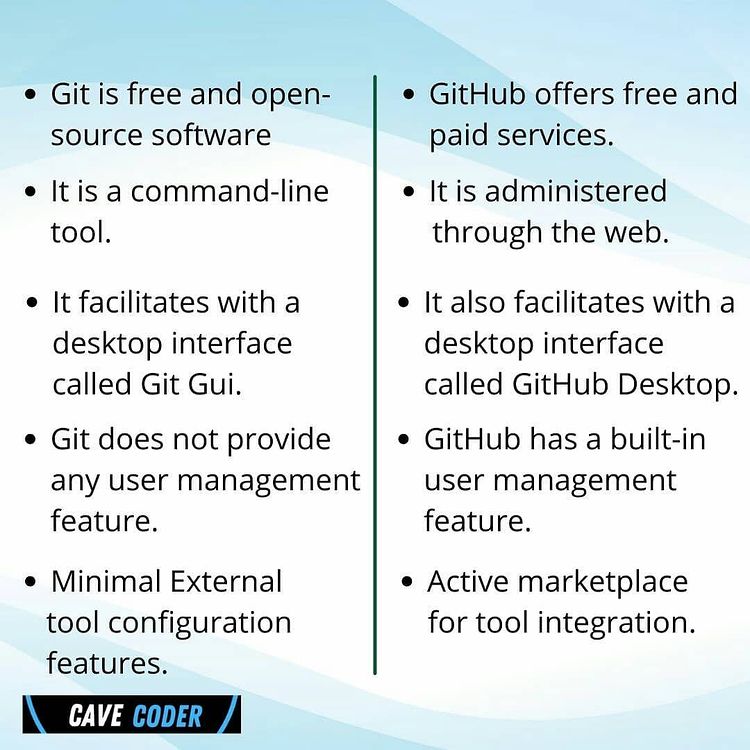 • Git is free and open-
source software
• It is a command-line
tool.
• It facilitates with a
desktop interface
called Git Gui.
• Git does not provide
any user management
feature.
• Minimal External
tool configuration
features.
• GitHub offers free and
paid services.
• It is administered
through the web.
• It also facilitates with a
desktop interface
called GitHub Desktop.
• GitHub has a built-in
user management
feature.
• Active marketplace
for tool integration.
CAVE CODER